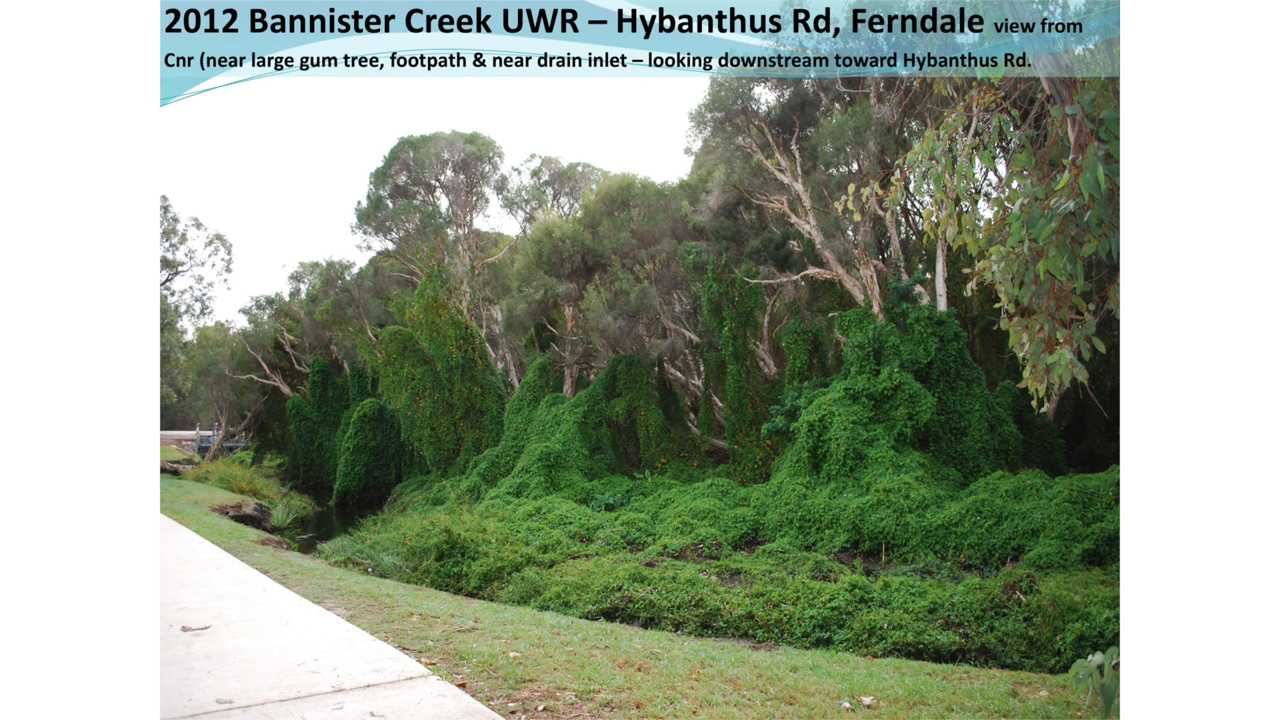 2012 Bannister Creek UWR – Hybanthus Rd, Ferndale view from
Cnr (near large gum tree, footpath & near drain inlet – looking downstream toward Hybanthus Rd.